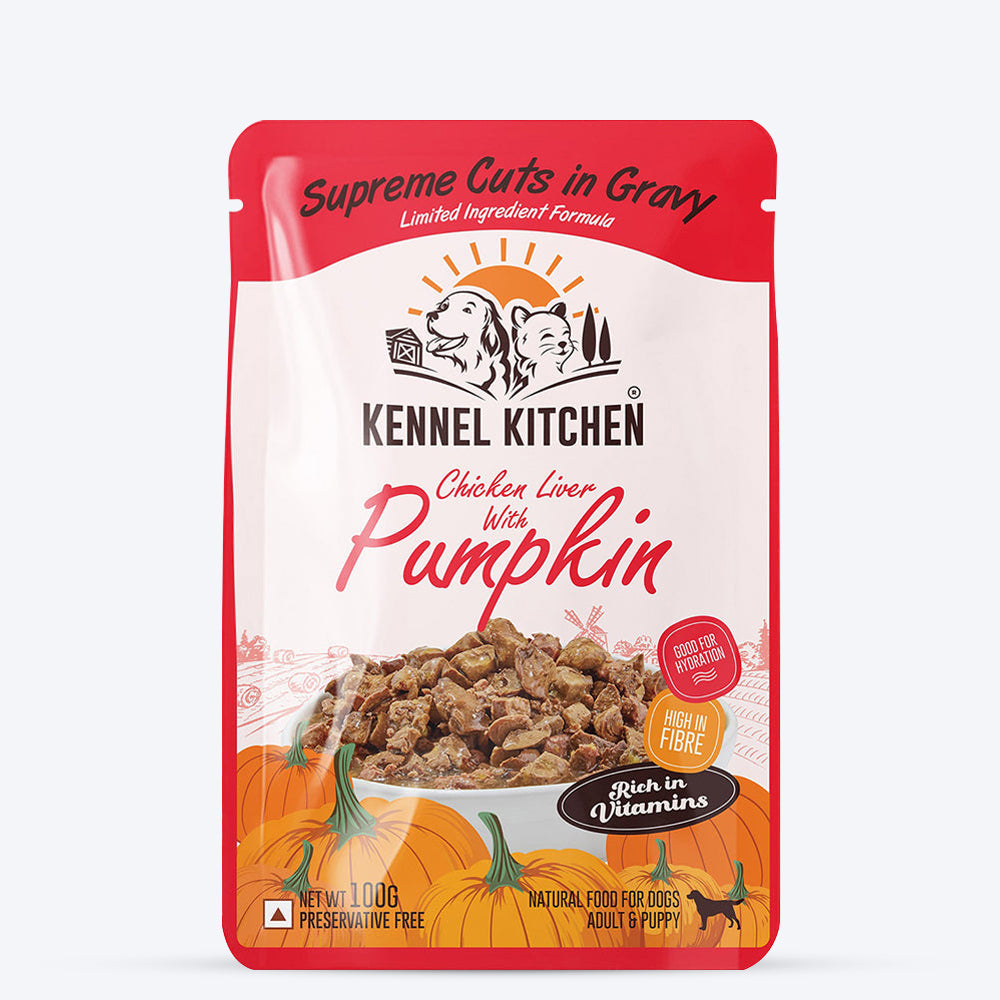 Supreme Cuts in Gravy
Limited Ingredient Formula
®
KENNEL KITCHEN
Chicken Liver
With
Pumpkin
GOOD FOR
HYDRATION
HIGH IN
FIBRE
Rich in
Vitamins
NET WT 100G
PRESERVATIVE FREE
NATURAL FOOD FOR DOGS
ADULT & PUPPY